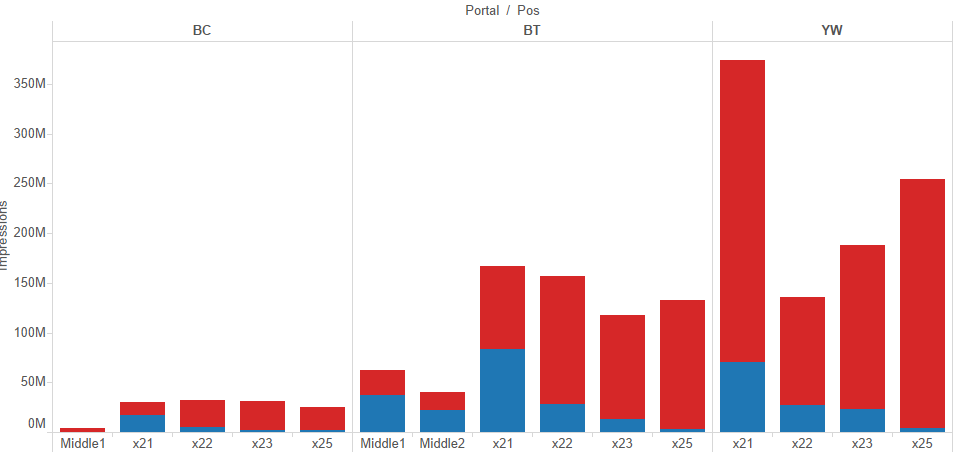 Portal / Pos
BC BT YW
350M
300M
250M
200M
150M
100M
50M
0M
Impressions
Middle1 x21 x22 x23 x25 Middle1 Middle2 x21 x22 x23 x25 x21 x22 x23 x25